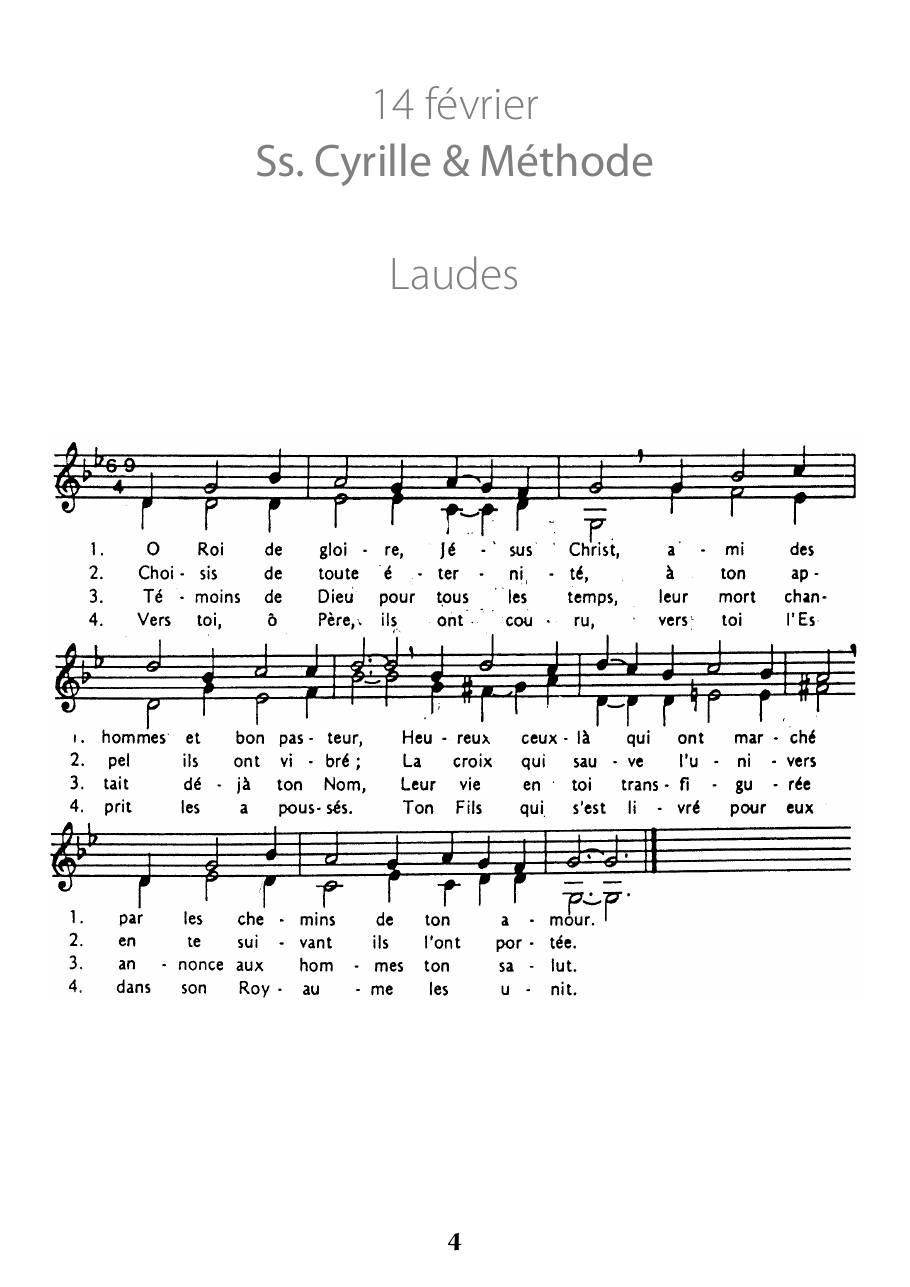 14 février
Ss. Cyrille & Méthode
Laudes
6 9
4
1. O Roi de gloi - re, Jé - sus Christ, a - mi des
2. Choi - sis de toute é - ter - ni - té, à ton ap -
3. Té - moins de Dieu pour tous les temps, leur mort chan-
4. Vers toi, ô Père, ils ont cou - ru, vers toi l'Es
1. hommes et bon pas - teur, Heu - reux ceux - là qui ont mar - ché
2. pel ils ont vi - bré ; La croix qui sau - ve l'u - ni - vers
3. tait dé - jà ton Nom, Leur vie en toi trans - fi - gu - rée
4. prit les a pous - sés. Ton Fils qui s'est li - vré pour eux
1. par les che - mins de ton a - mour.
2. en te sui - vant ils l'ont por - tée.
3. an - nonce aux hom - mes ton sa - lut.
4. dans son Roy - au - me les u - nit.
4